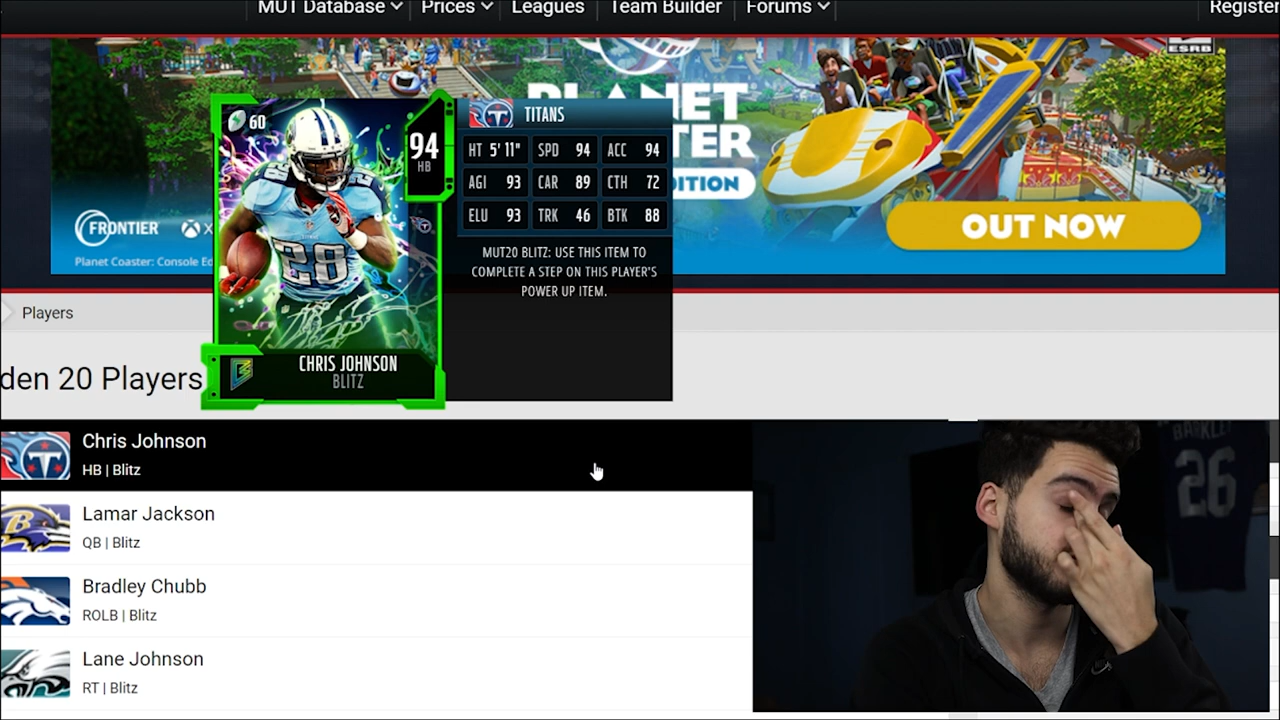 MUT Database
Prices
Leagues
Team Builder
Forums
Register
ESRB
PLANET
FRONTIER
OUT NOW
Planet Coaster: Console Ed
60
94
HB
28
CHRIS JOHNSON
BLITZ
TITANS
HT 5' 11" SPD 94 ACC 94
AGI 93 CAR 89 CTH 72
ELU 93 TRK 46 BTK 88
MUT20 BLITZ: USE THIS ITEM TO
COMPLETE A STEP ON THIS PLAYER'S
POWER UP ITEM.
Players
den 20 Players
Chris Johnson
HB | Blitz
Lamar Jackson
QB | Blitz
Bradley Chubb
ROLB | Blitz
Lane Johnson
RT | Blitz
BARKLEY
26